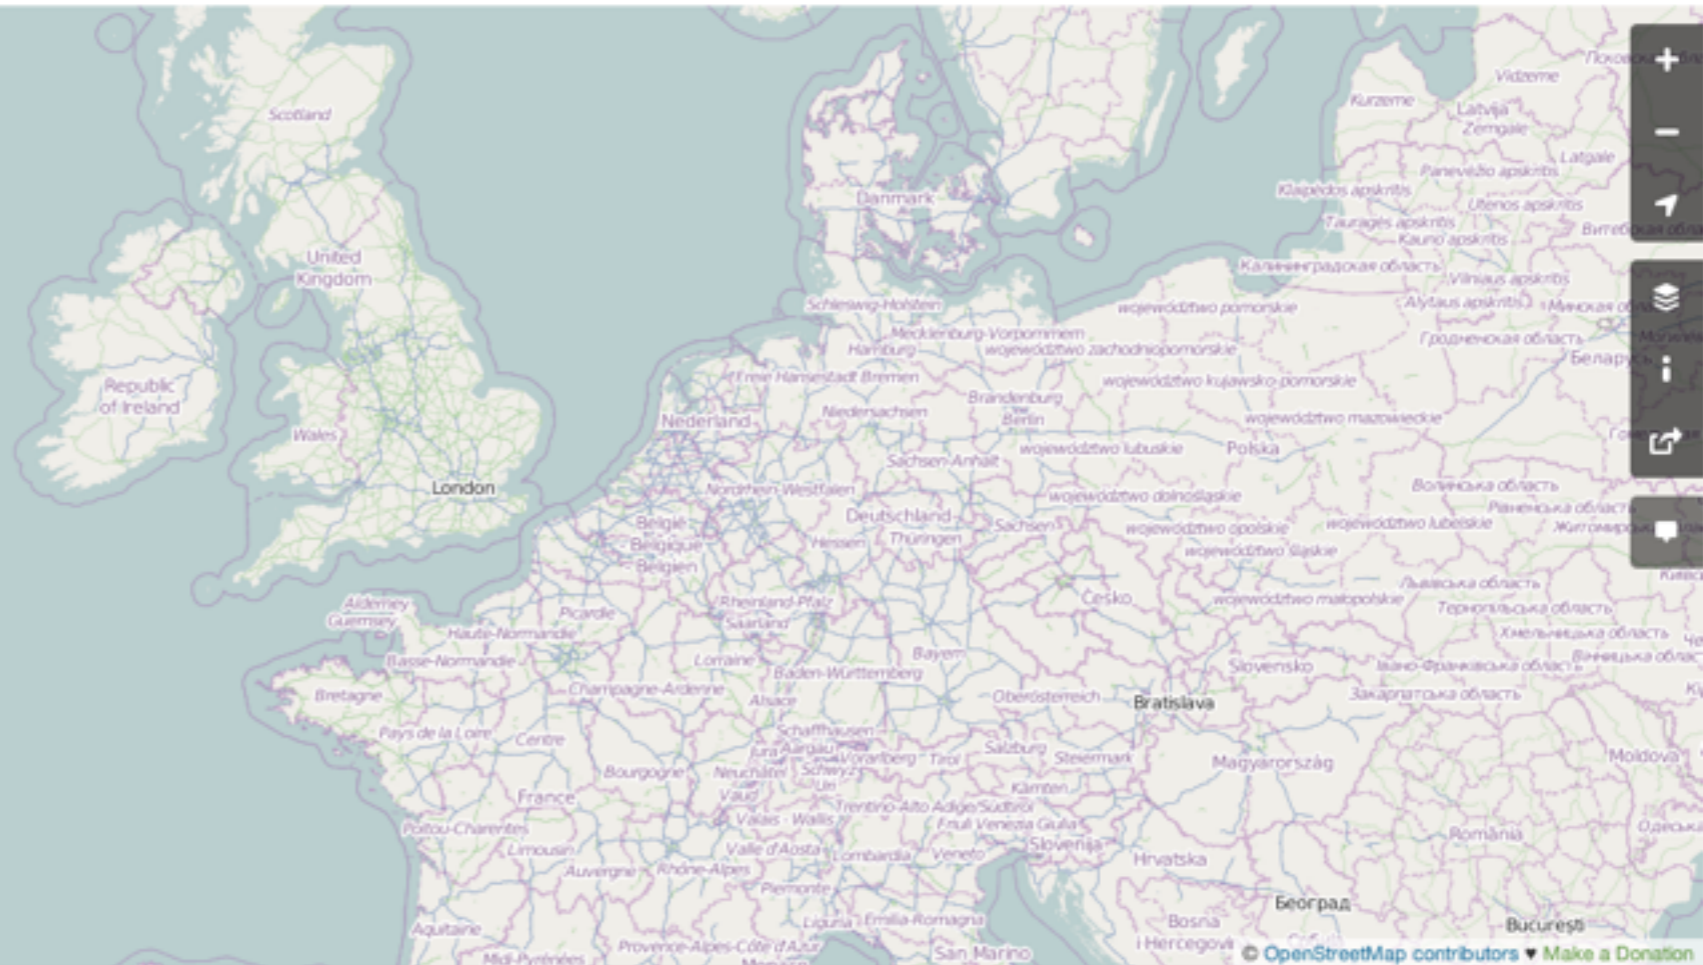 Scotland
Vidzeme
Kurzeme
Latvija
Zemgale
Latgale
Panevėžio apskritis
Klaipėdos apskritis
Danmark
Utenos apskritis
Tauragės apskritis
Kauno apskritis
United
Kingdom
Калининградская область
Vilniaus apskritis
Schleswig-Holstein
województwo pomorskie
Alytaus apskritis
Mecklenburg-Vorpommern
Гродненская область
Hamburg
województwo zachodniopomorskie
Беларусь
Freie Hansestadt Bremen
województwo kujawsko-pomorskie
Republic
of Ireland
Brandenburg
Berlin
Niedersachsen
Nederland
województwo mazowieckie
Wales
województwo lubuskie
Polska
Sachsen-Anhalt
London
Nordrhein-Westfalen
województwo dolnośląskie
Волинська область
Рівненська область
Deutschland
België
Belgique
Belgien
Sachsen
województwo opolskie
województwo lubelskie
Hessen
Thüringen
województwo śląskie
Львівська область
Česko
województwo małopolskie
Тернопільська область
Alderney
Guernsey
Picardie
Rheinland-Pfalz
Saarland
Haute-Normandie
Хмельницька область
Basse-Normandie
Lorraine
Bayern
Slovensko
Івано-Франківська область
Baden-Württemberg
Bretagne
Champagne-Ardenne
Alsace
Oberösterreich
Bratislava
Закарпатська область
Pays de la Loire
Centre
Schaffhausen
Jura
Aargau
Vorarlberg
Tirol
Salzburg
Steiermark
Magyarország
Moldova
Bourgogne
Neuchâtel
Schwyz
Uri
Kärnten
France
Vaud
Valais - Wallis
Trentino-Alto Adige/Südtirol
Friuli Venezia Giulia
Poitou-Charentes
România
Slovenija
Limousin
Valle d'Aosta
Lombardia
Veneto
Hrvatska
Auvergne
Rhône-Alpes
Piemonte
Београд
Aquitaine
Liguria
Emilia-Romagna
Bosna
i Hercegovina
București
Provence-Alpes-Côte d'Azur
San Marino
Midi-Pyrénées
© OpenStreetMap contributors ♥ Make a Donation